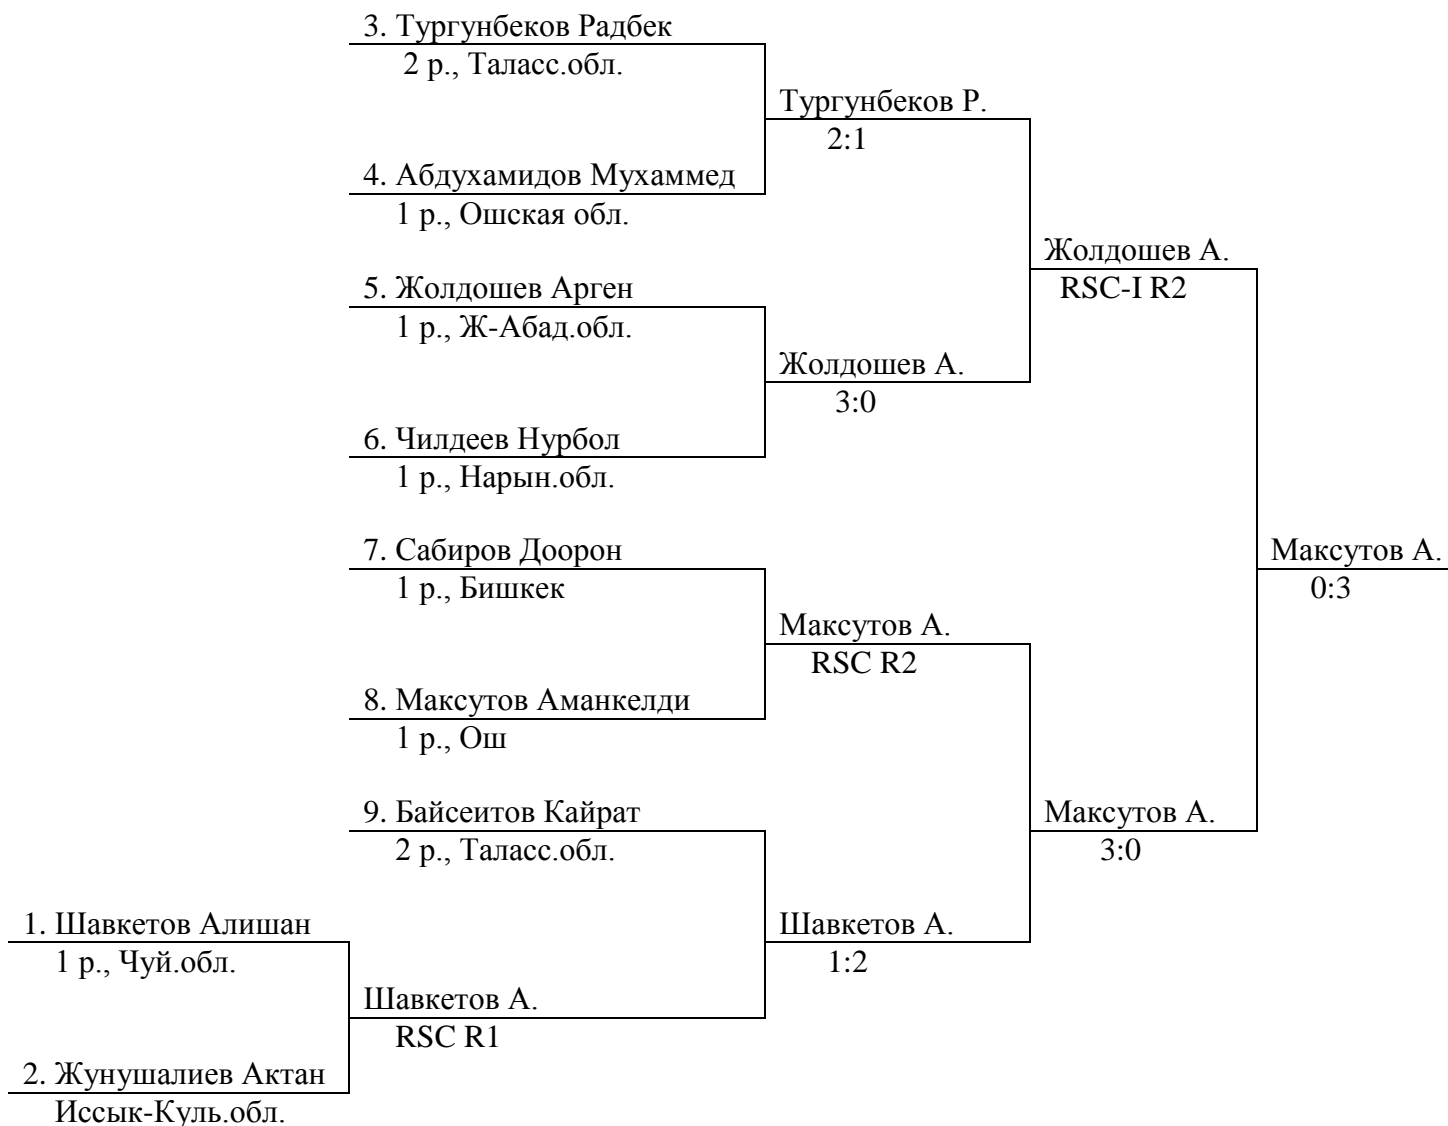 3. Тургунбеков Радбек
2 р., Таласс.обл.
Тургунбеков Р.
2:1
4. Абдухамидов Мухаммед
1 р., Ошская обл.
Жолдошев А.
RSC-I R2
5. Жолдошев Арген
1 р., Ж-Абад.обл.
Жолдошев А.
3:0
6. Чилдеев Нурбол
1 р., Нарын.обл.
7. Сабиров Доорон
1 р., Бишкек
Максутов А.
0:3
Максутов А.
RSC R2
8. Максутов Аманкелди
1 р., Ош
9. Байсеитов Кайрат
2 р., Таласс.обл.
Максутов А.
3:0
1. Шавкетов Алишан
1 р., Чуй.обл.
Шавкетов А.
1:2
Шавкетов А.
RSC R1
2. Жунушалиев Актан
Иссык-Куль.обл.